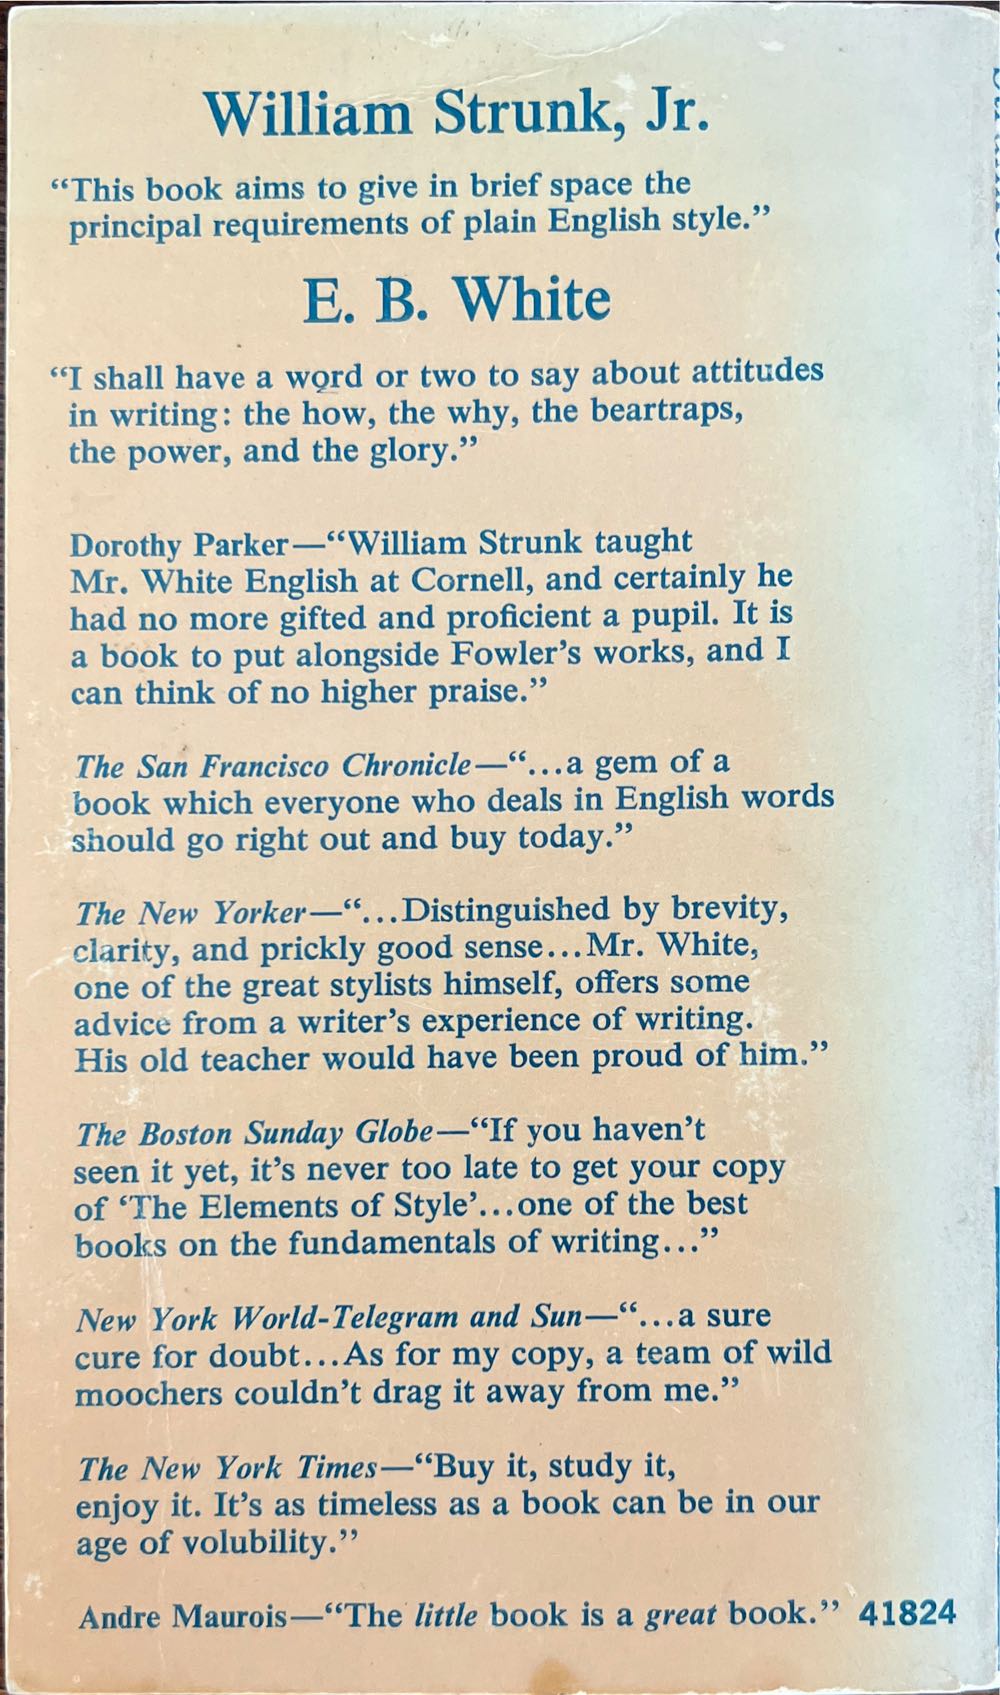 William Strunk, Jr.
“This book aims to give in brief space the
principal requirements of plain English style.”
E. B. White
“I shall have a word or two to say about attitudes
in writing: the how, the why, the beartraps,
the power, and the glory.”
Dorothy Parker—“William Strunk taught
Mr. White English at Cornell, and certainly he
had no more gifted and proficient a pupil. It is
a book to put alongside Fowler’s works, and I
can think of no higher praise.”
The San Francisco Chronicle—“...a gem of a
book which everyone who deals in English words
should go right out and buy today.”
The New Yorker—“...Distinguished by brevity,
clarity, and prickly good sense...Mr. White,
one of the great stylists himself, offers some
advice from a writer’s experience of writing.
His old teacher would have been proud of him.”
The Boston Sunday Globe—“If you haven’t
seen it yet, it’s never too late to get your copy
of ‘The Elements of Style’...one of the best
books on the fundamentals of writing...”
New York World-Telegram and Sun—“...a sure
cure for doubt...As for my copy, a team of wild
moochers couldn’t drag it away from me.”
The New York Times—“Buy it, study it,
enjoy it. It’s as timeless as a book can be in our
age of volubility.”
Andre Maurois—“The little book is a great book.” 41824